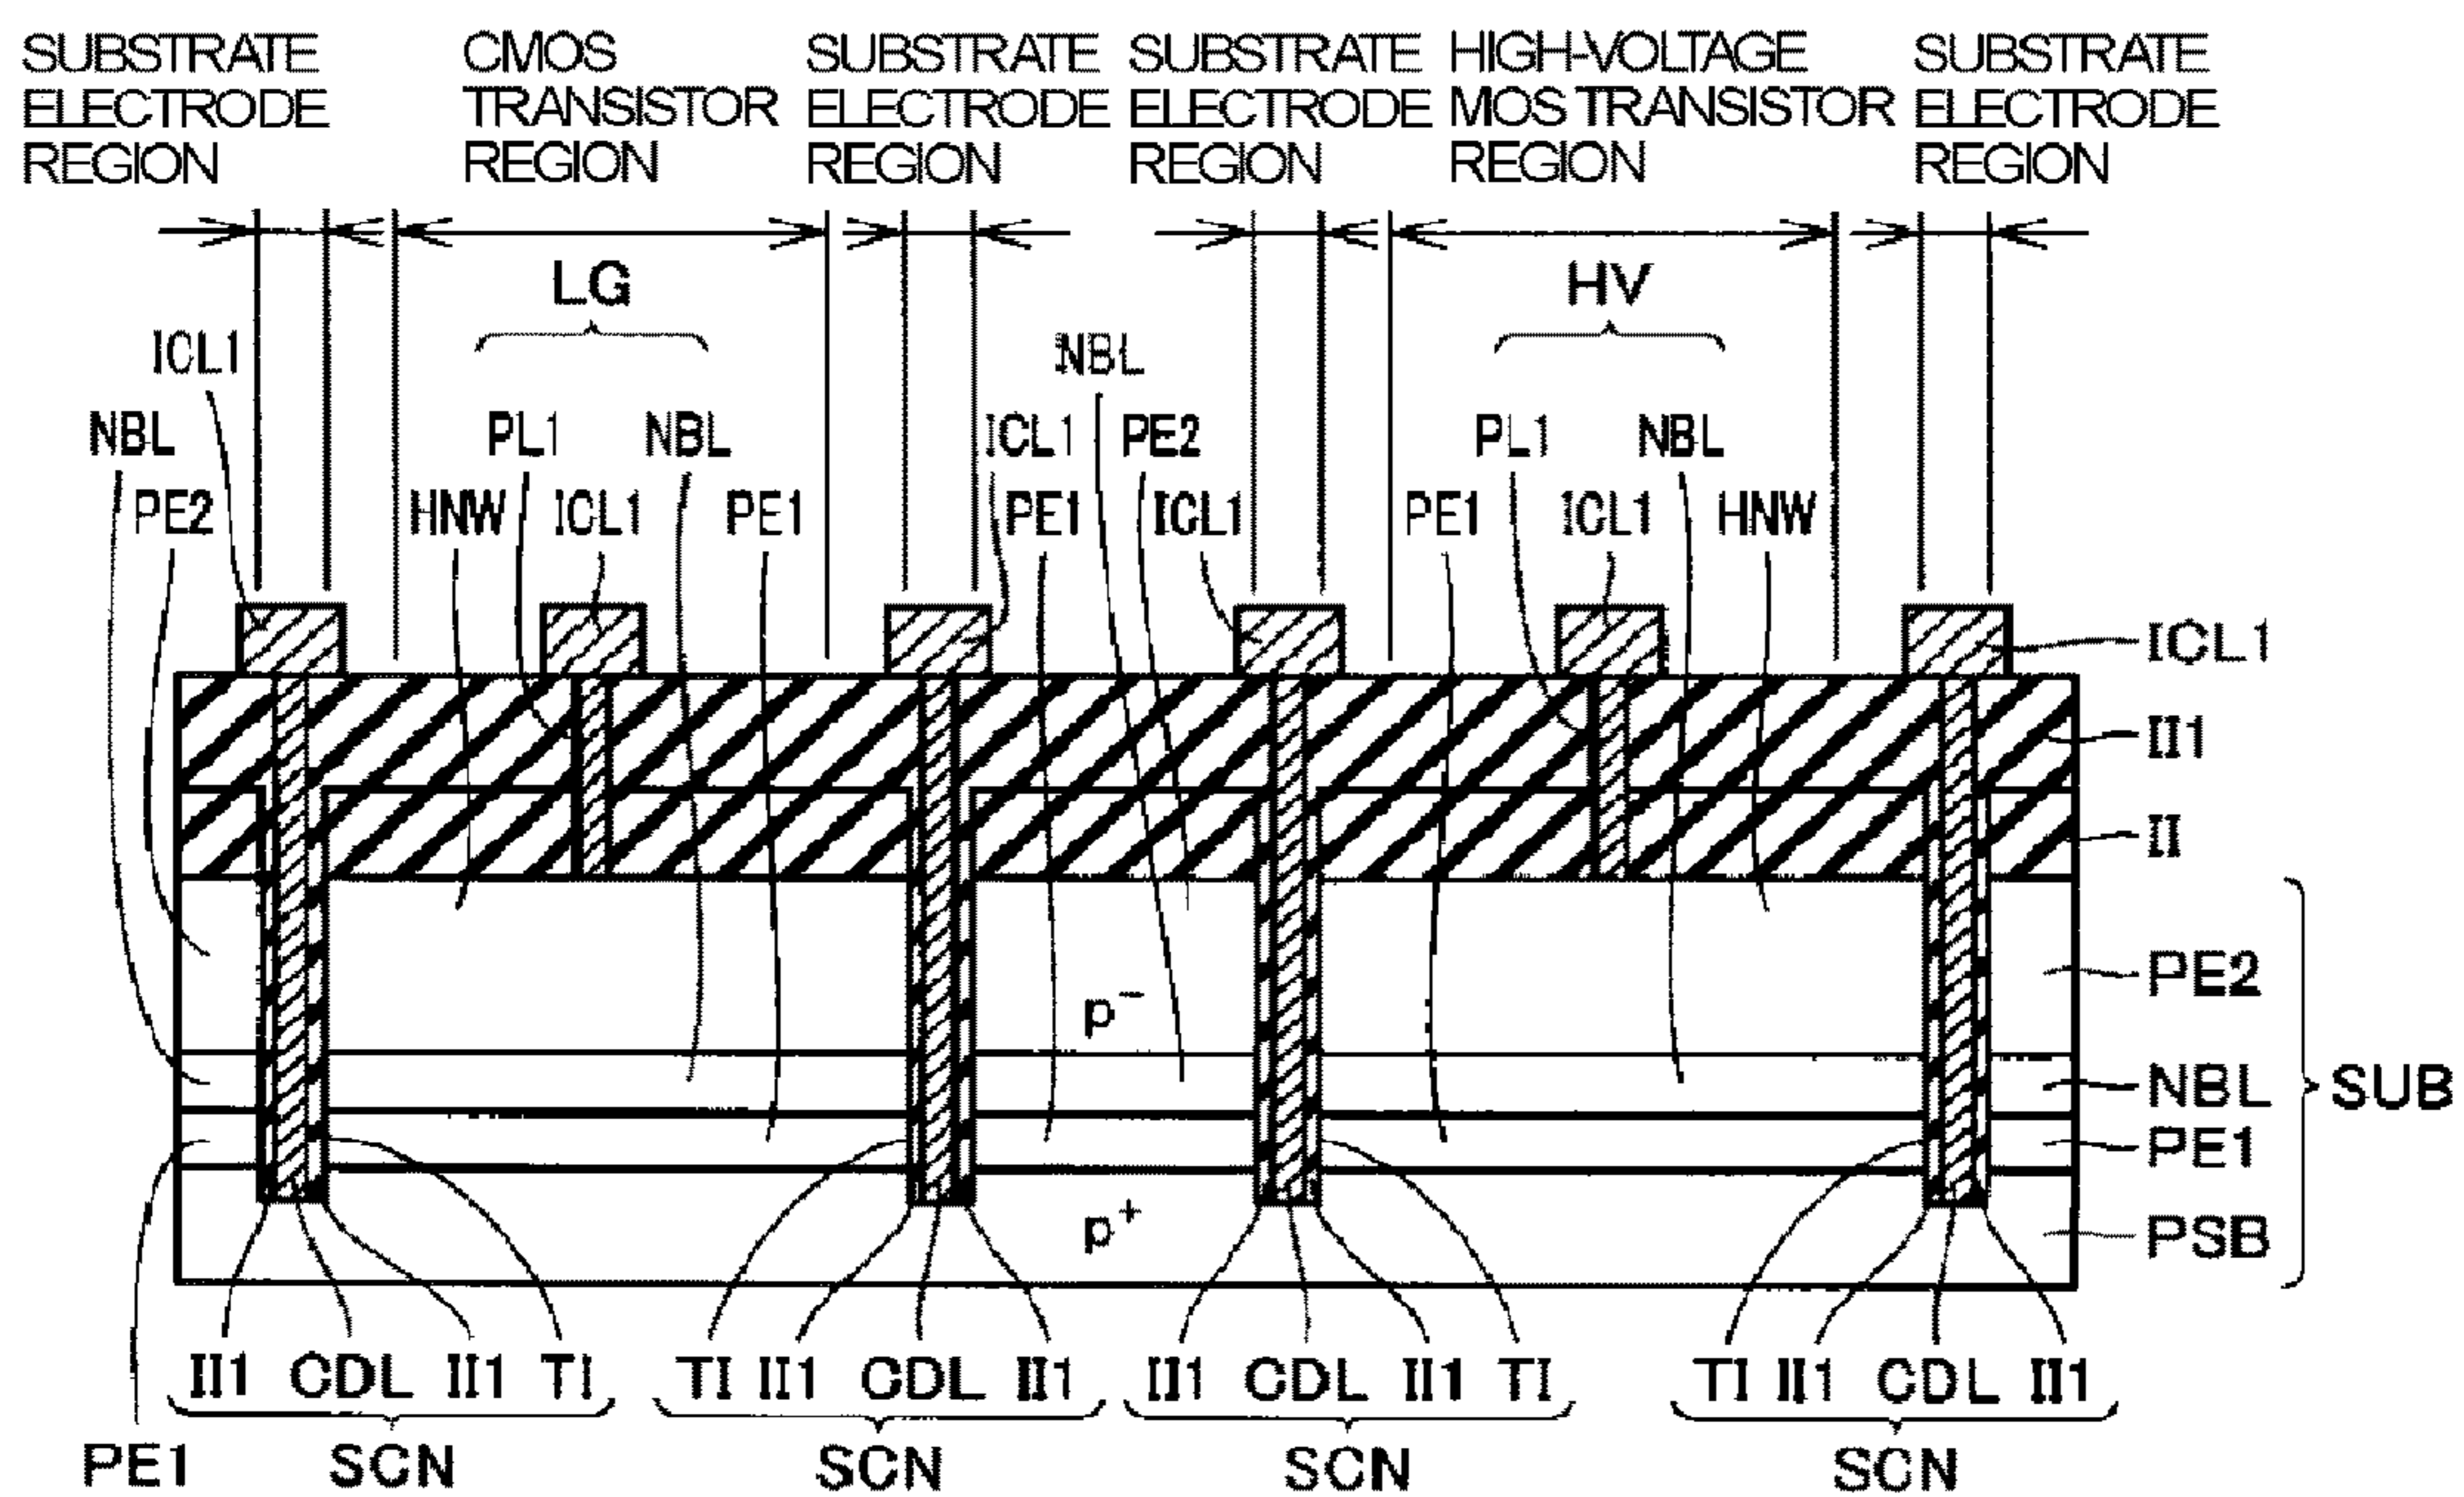 SUBSTRATE ELECTRODE REGION
CMOS TRANSISTOR REGION
SUBSTRATE ELECTRODE REGION
SUBSTRATE ELECTRODE REGION
HIGH-VOLTAGE MOS TRANSISTOR REGION
SUBSTRATE ELECTRODE REGION
LG
HV
ICL1
NBL
NBL
PL1
NBL
ICL1
PE2
PL1
NBL
PE2
HNW
ICL1
PE1
PE1
ICL1
PE1
ICL1
HNW
ICL1
II1
II
p⁻
PE2
NBL
SUB
PE1
p⁺
PSB
II1 CDL II1 TI
TI II1 CDL II1
II1 CDL II1 TI
TI II1 CDL II1
PE1
SCN
SCN
SCN
SCN